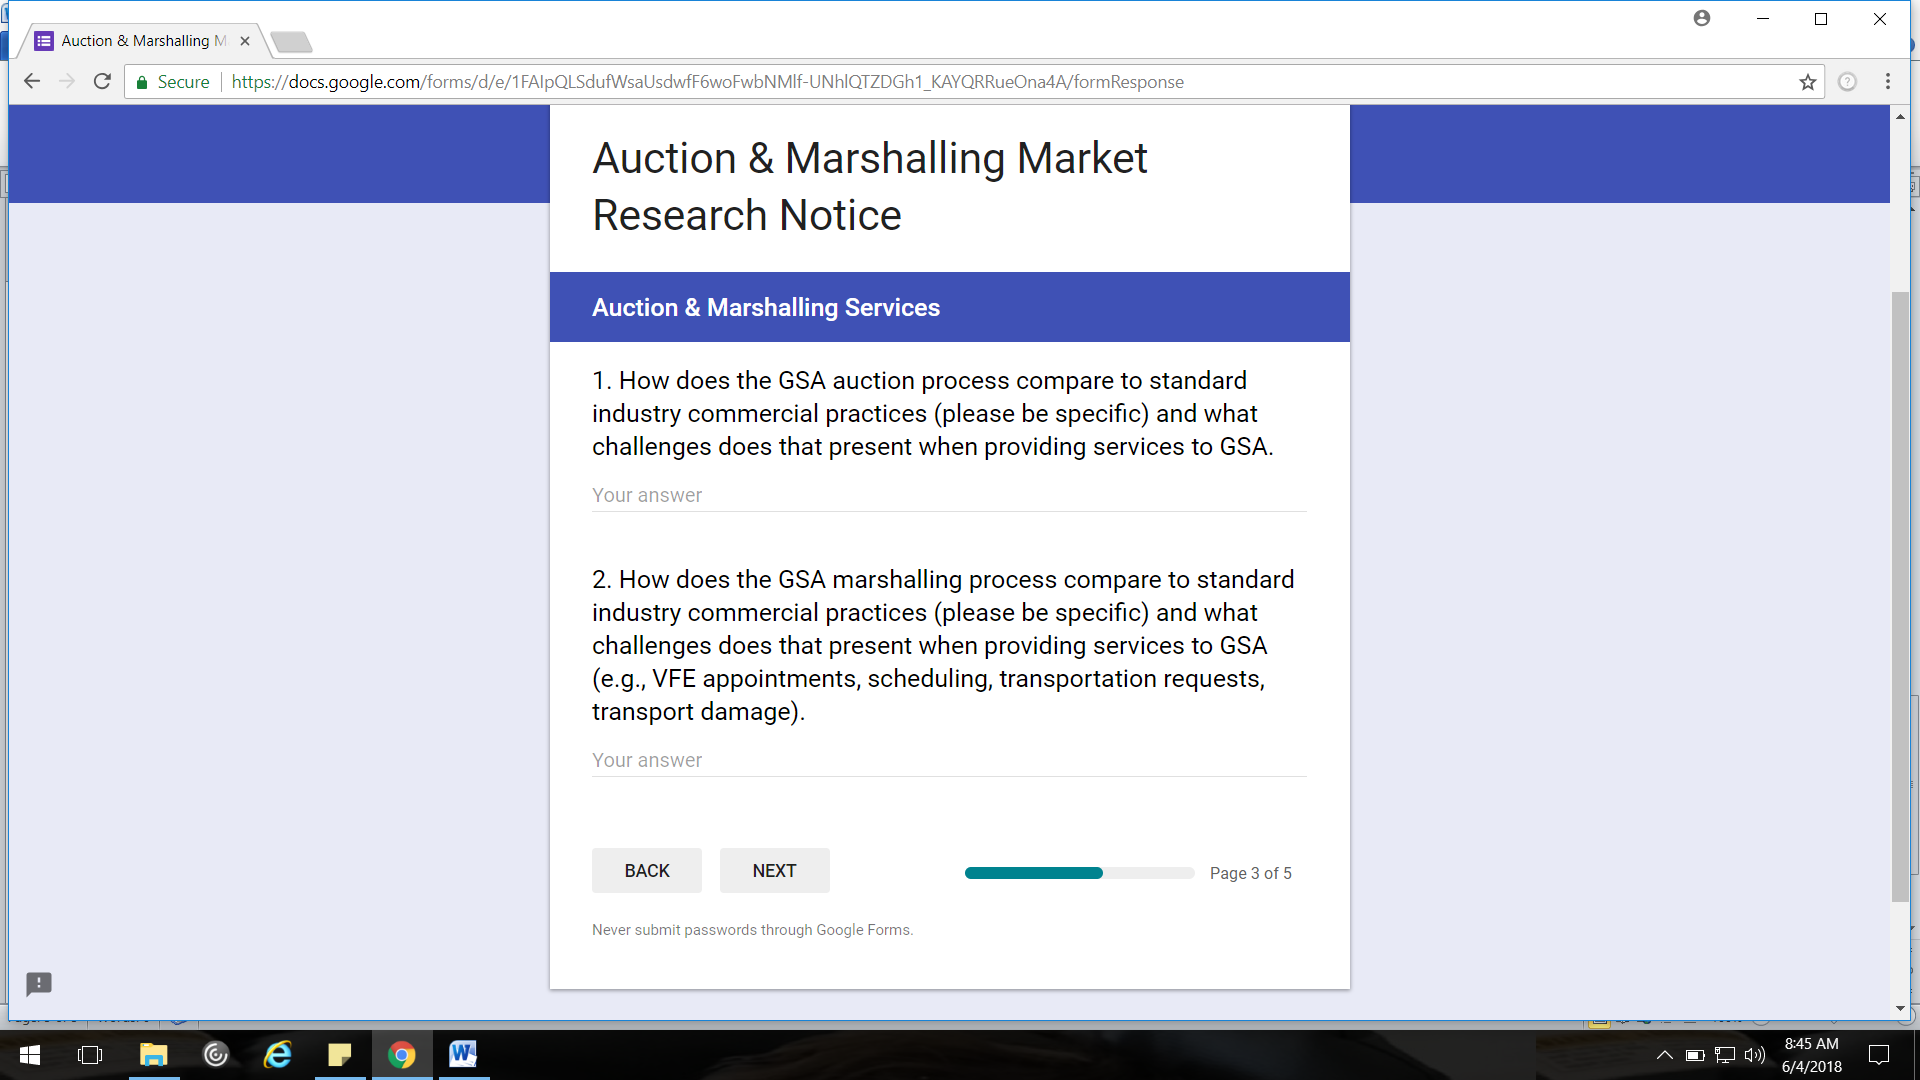 Auction & Marshalling M
Secure
https://docs.google.com/forms/d/e/1FAIpQLSdufWsaUsdwfF6woFwbNMlf-UNhlQTZDGh1_KAYQRRueOna4A/formResponse
Auction & Marshalling Market
Research Notice
Auction & Marshalling Services
1. How does the GSA auction process compare to standard
industry commercial practices (please be specific) and what
challenges does that present when providing services to GSA.
Your answer
2. How does the GSA marshalling process compare to standard
industry commercial practices (please be specific) and what
challenges does that present when providing services to GSA
(e.g., VFE appointments, scheduling, transportation requests,
transport damage).
Your answer
BACK
NEXT
Page 3 of 5
Never submit passwords through Google Forms.
8:45 AM
6/4/2018